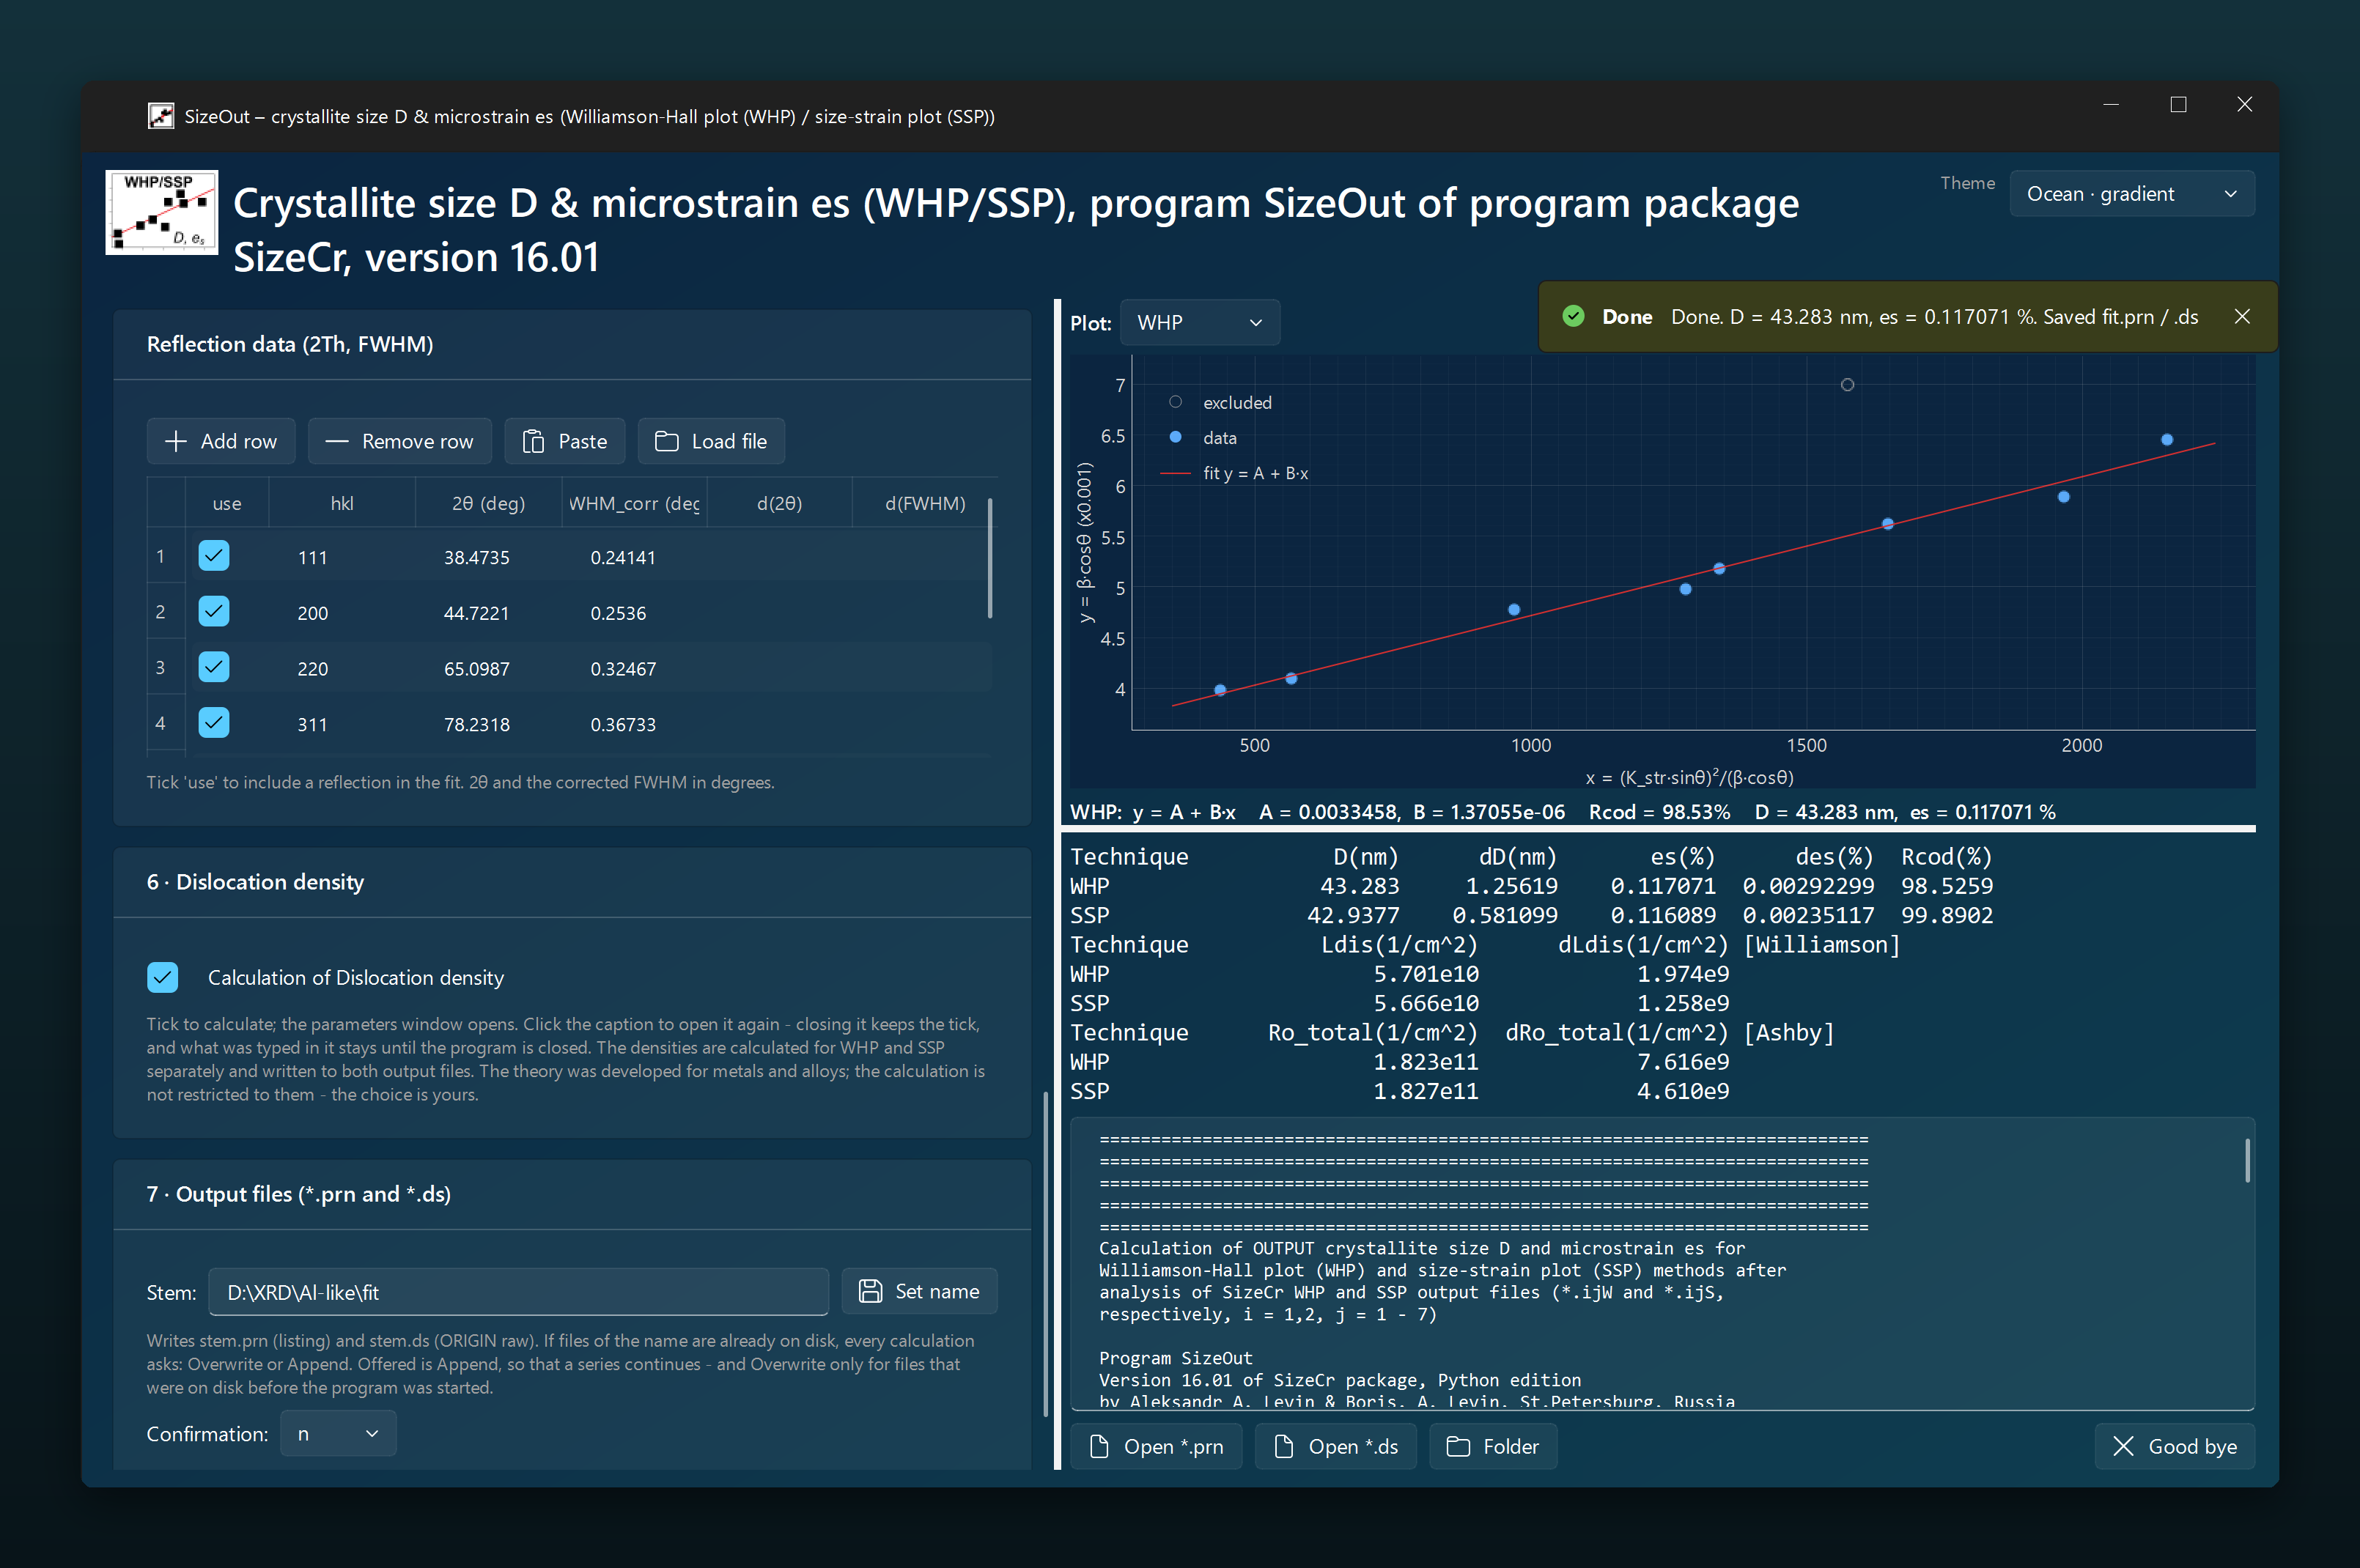 SizeOut – crystallite size D & microstrain es (Williamson-Hall plot (WHP) / size-strain plot (SSP))
WHP/SSP
D, es
Crystallite size D & microstrain es (WHP/SSP), program SizeOut of program package
SizeCr, version 16.01
Theme
Ocean · gradient
Reflection data (2Th, FWHM)
Add row
Remove row
Paste
Load file
use hkl 2θ (deg) WHM_corr (deg d(2θ) d(FWHM)
1 111 38.4735 0.24141
2 200 44.7221 0.2536
3 220 65.0987 0.32467
4 311 78.2318 0.36733
Tick 'use' to include a reflection in the fit. 2θ and the corrected FWHM in degrees.
6 · Dislocation density
Calculation of Dislocation density
Tick to calculate; the parameters window opens. Click the caption to open it again - closing it keeps the tick,
and what was typed in it stays until the program is closed. The densities are calculated for WHP and SSP
separately and written to both output files. The theory was developed for metals and alloys; the calculation is
not restricted to them - the choice is yours.
7 · Output files (*.prn and *.ds)
Stem: D:\XRD\Al-like\fit
Set name
Writes stem.prn (listing) and stem.ds (ORIGIN raw). If files of the name are already on disk, every calculation
asks: Overwrite or Append. Offered is Append, so that a series continues - and Overwrite only for files that
were on disk before the program was started.
Confirmation: n
Plot: WHP
Done Done. D = 43.283 nm, es = 0.117071 %. Saved fit.prn / .ds
excluded
data
fit y = A + B·x
y = β·cosθ (x0.001)
7
6.5
6
5.5
5
4.5
4
500 1000 1500 2000
x = (K_str·sinθ)²/(β·cosθ)
WHP: y = A + B·x A = 0.0033458, B = 1.37055e-06 Rcod = 98.53% D = 43.283 nm, es = 0.117071 %
Technique D(nm) dD(nm) es(%) des(%) Rcod(%)
WHP 43.283 1.25619 0.117071 0.00292299 98.5259
SSP 42.9377 0.581099 0.116089 0.00235117 99.8902
Technique Ldis(1/cm^2) dLdis(1/cm^2) [Williamson]
WHP 5.701e10 1.974e9
SSP 5.666e10 1.258e9
Technique Ro_total(1/cm^2) dRo_total(1/cm^2) [Ashby]
WHP 1.823e11 7.616e9
SSP 1.827e11 4.610e9
===========================================================================
===========================================================================
===========================================================================
===========================================================================
===========================================================================
Calculation of OUTPUT crystallite size D and microstrain es for
Williamson-Hall plot (WHP) and size-strain plot (SSP) methods after
analysis of SizeCr WHP and SSP output files (*.ijW and *.ijS,
respectively, i = 1,2, j = 1 - 7)
Program SizeOut
Version 16.01 of SizeCr package, Python edition
by Aleksandr A. Levin & Boris. A. Levin, St.Petersburg, Russia
Open *.prn
Open *.ds
Folder
Good bye